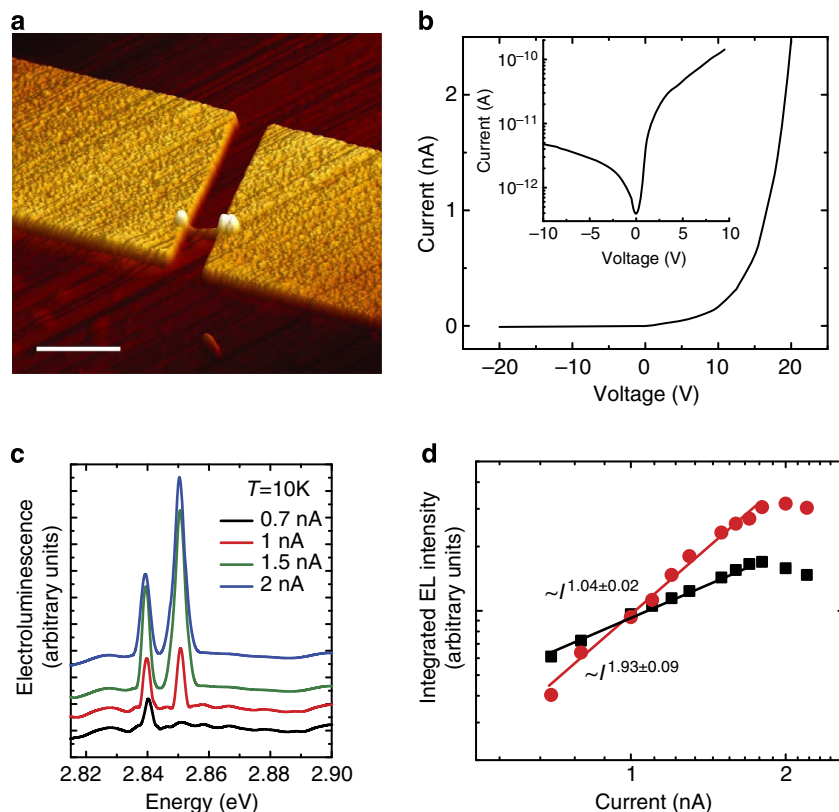 a
b
2
1
0
Current (nA)
−20
−10
0
10
20
Voltage (V)
10⁻¹⁰
10⁻¹¹
10⁻¹²
Current (A)
−10
−5
0
5
10
Voltage (V)
c
T=10K
0.7 nA
1 nA
1.5 nA
2 nA
Electroluminescence
(arbitrary units)
2.82
2.84
2.86
2.88
2.90
Energy (eV)
d
Integrated EL intensity
(arbitrary units)
~I¹·⁰⁴±⁰·⁰²
~I¹·⁹³±⁰·⁰⁹
1
2
Current (nA)